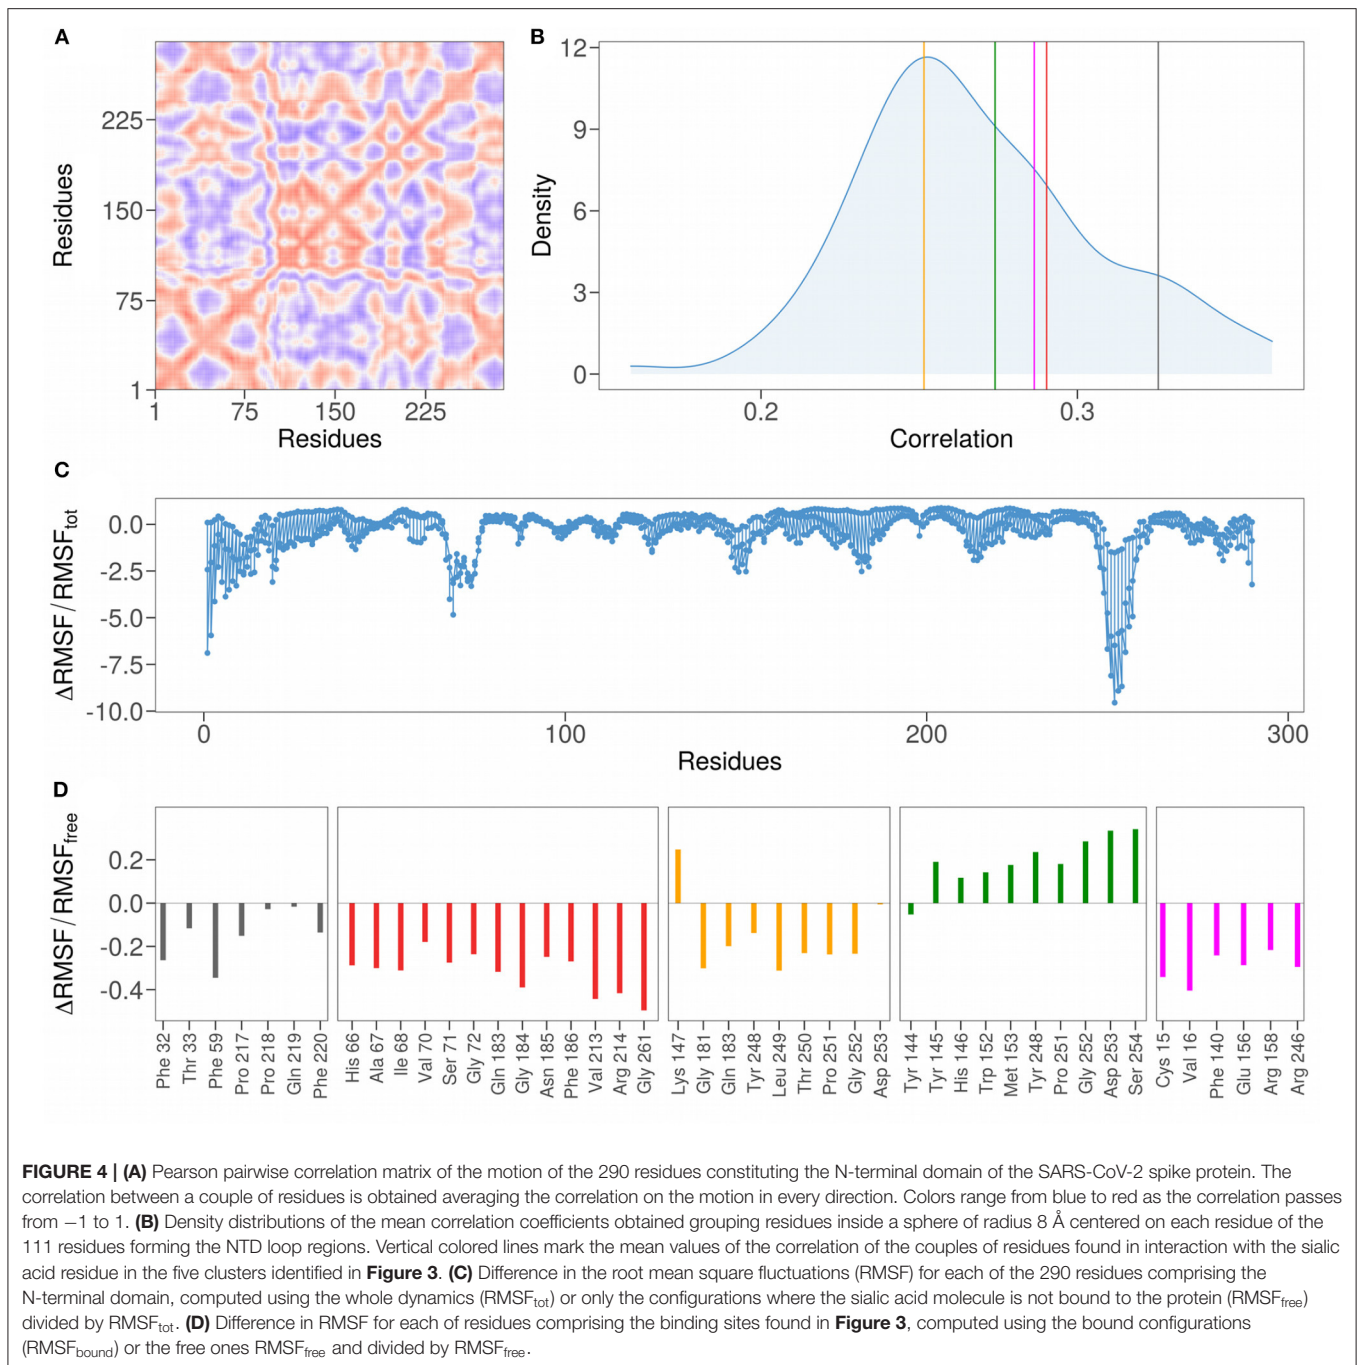 A
B
225
150
75
1
Residues
1
75
150
225
Residues
12
9
6
3
0
Density
0.2
0.3
Correlation
C
0.0
-2.5
-5.0
-7.5
-10.0
ΔRMSF/RMSFtot
0
100
200
300
Residues
D
0.2
0.0
-0.2
-0.4
ΔRMSF/RMSFfree
Phe 32
Thr 33
Phe 59
Pro 217
Pro 218
Gln 219
Phe 220
His 66
Ala 67
Ile 68
Val 70
Ser 71
Gly 72
Gln 183
Gly 184
Asn 185
Phe 186
Val 213
Arg 214
Gly 261
Lys 147
Gly 181
Gln 183
Tyr 248
Leu 249
Thr 250
Pro 251
Gly 252
Asp 253
Tyr 144
Tyr 145
His 146
Trp 152
Met 153
Tyr 248
Pro 251
Gly 252
Asp 253
Ser 254
Cys 15
Val 16
Phe 140
Glu 156
Arg 158
Arg 246
FIGURE 4 | (A) Pearson pairwise correlation matrix of the motion of the 290 residues constituting the N-terminal domain of the SARS-CoV-2 spike protein. The
correlation between a couple of residues is obtained averaging the correlation on the motion in every direction. Colors range from blue to red as the correlation passes
from −1 to 1. (B) Density distributions of the mean correlation coefficients obtained grouping residues inside a sphere of radius 8 Å centered on each residue of the
111 residues forming the NTD loop regions. Vertical colored lines mark the mean values of the correlation of the couples of residues found in interaction with the sialic
acid residue in the five clusters identified in Figure 3. (C) Difference in the root mean square fluctuations (RMSF) for each of the 290 residues comprising the
N-terminal domain, computed using the whole dynamics (RMSFtot) or only the configurations where the sialic acid molecule is not bound to the protein (RMSFfree)
divided by RMSFtot. (D) Difference in RMSF for each of residues comprising the binding sites found in Figure 3, computed using the bound configurations
(RMSFbound) or the free ones RMSFfree and divided by RMSFfree.